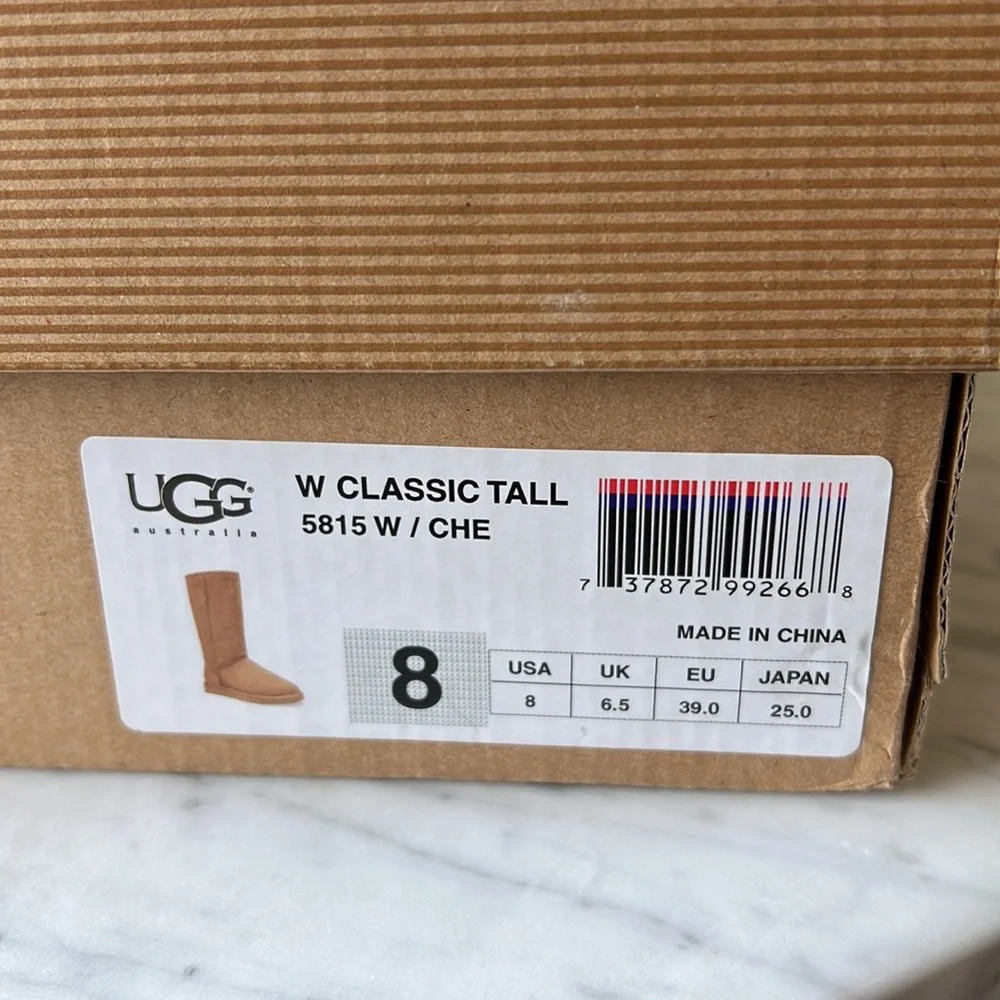 UGG®
australia
W CLASSIC TALL
5815 W / CHE
7 37872 99266 8
MADE IN CHINA
8
USA UK EU JAPAN
8 6.5 39.0 25.0